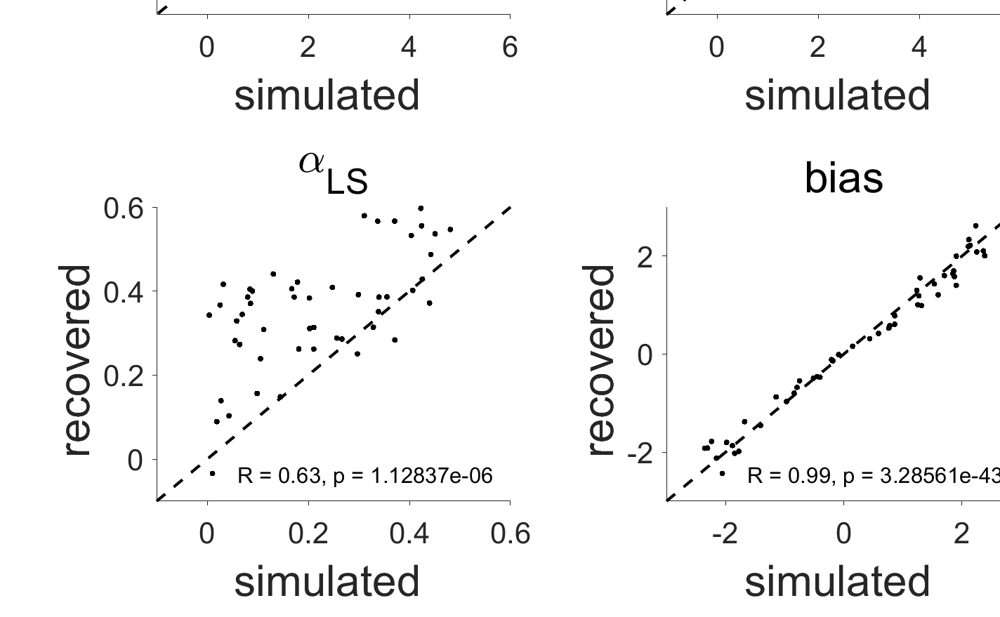 0 2 4 6
simulated
0 2 4
simulated
αLS
0.6
0.4
0.2
0
recovered
R = 0.63, p = 1.12837e-06
0 0.2 0.4 0.6
simulated
bias
2
0
-2
recovered
R = 0.99, p = 3.28561e-43
-2 0 2
simulated